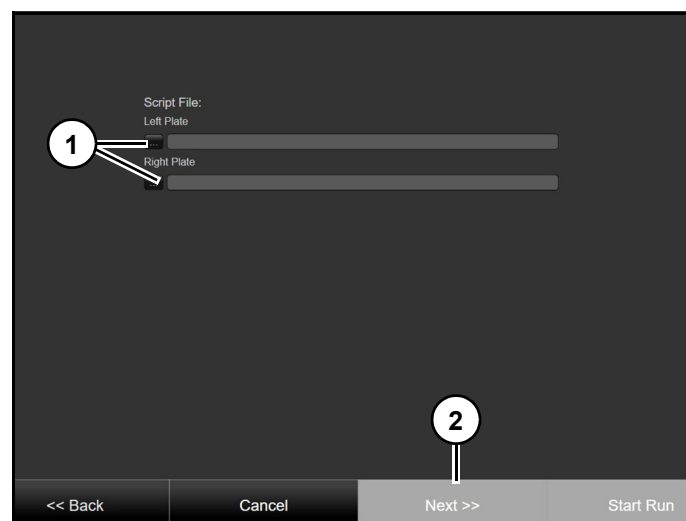 Script File:
Left Plate
1
...
Right Plate
...
2
<< Back
Cancel
Next >>
Start Run